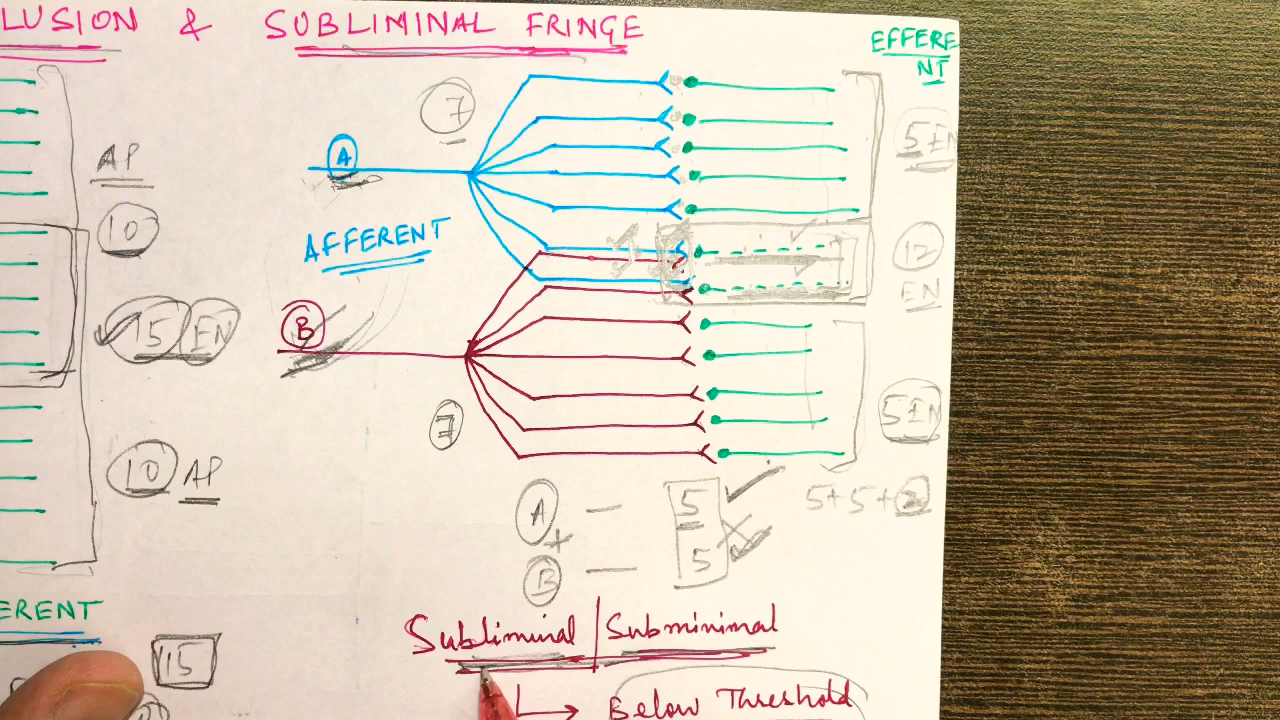 LUSION & SUBLIMINAL FRINGE
EFFERE
NT
7
A
5 EN
AP
10
AFFERENT
12
EN
15 EN
B
7
5 EN
10 AP
A — 5
+
B — 5
5+5+2
ERENT
Subliminal | Subminimal
15
Below Threshold